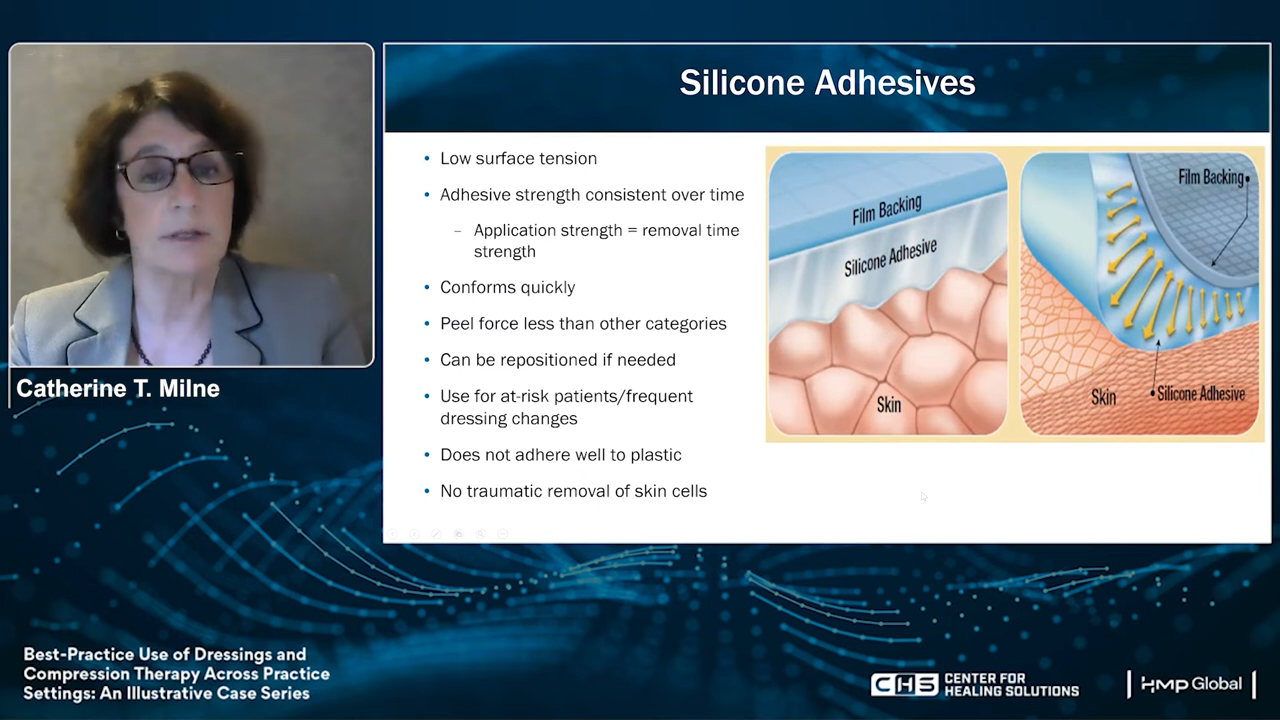 Silicone Adhesives
• Low surface tension
• Adhesive strength consistent over time
– Application strength = removal time
strength
• Conforms quickly
• Peel force less than other categories
• Can be repositioned if needed
• Use for at-risk patients/frequent
dressing changes
• Does not adhere well to plastic
• No traumatic removal of skin cells
Film Backing
Silicone Adhesive
Skin
Film Backing
Skin
Silicone Adhesive
Catherine T. Milne
Best-Practice Use of Dressings and
Compression Therapy Across Practice
Settings: An Illustrative Case Series
CHS CENTER FOR
HEALING SOLUTIONS
HMP Global